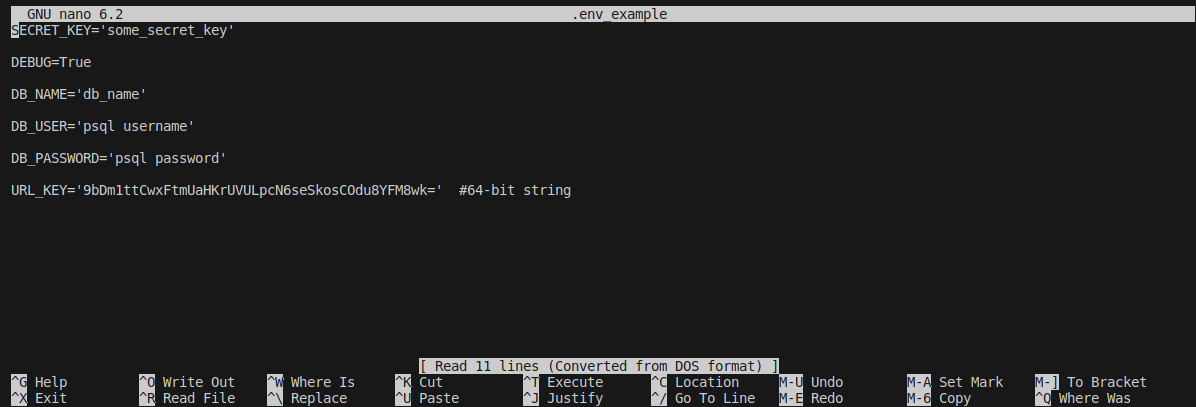 GNU nano 6.2 .env_example
SECRET_KEY='some_secret_key'
DEBUG=True
DB_NAME='db_name'
DB_USER='psql username'
DB_PASSWORD='psql password'
URL_KEY='9bDm1ttCwxFtmUaHKrUVULpcN6seSkosCOdu8YFM8wk=' #64-bit string
[ Read 11 lines (Converted from DOS format) ]
^G Help ^O Write Out ^W Where Is ^K Cut ^T Execute ^C Location M-U Undo M-A Set Mark M-] To Bracket
^X Exit ^R Read File ^\ Replace ^U Paste ^J Justify ^/ Go To Line M-E Redo M-6 Copy ^Q Where Was